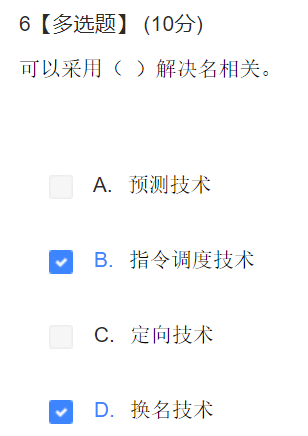 6【多选题】 (10分)
可以采用（ ）解决名相关。
A. 预测技术
B. 指令调度技术
C. 定向技术
D. 换名技术